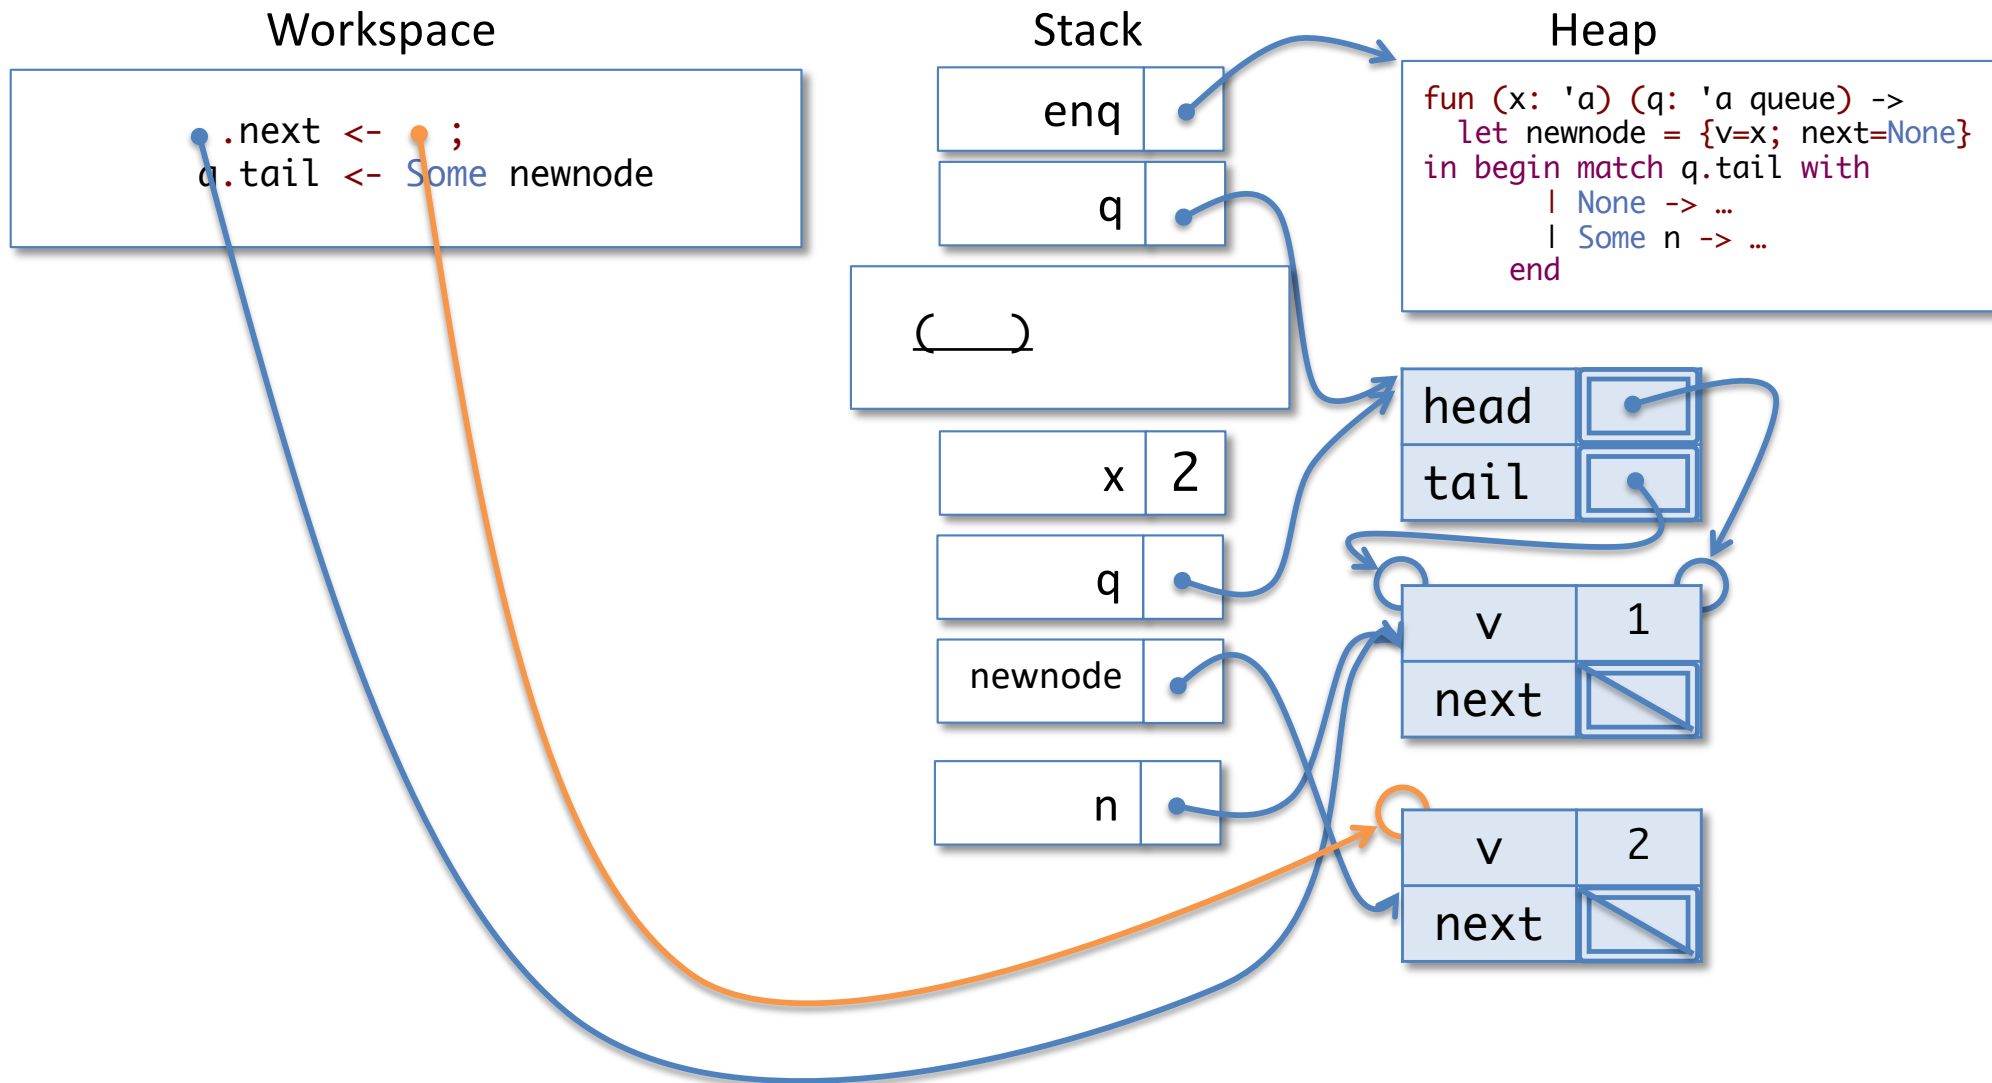 Workspace
.next <- ;
q.tail <- Some newnode
Stack
enq
q
(    )
x 2
q
newnode
n
Heap
fun (x: 'a) (q: 'a queue) ->
let newnode = {v=x; next=None}
in begin match q.tail with
| None -> …
| Some n -> …
end
head
tail
v 1
next
v 2
next